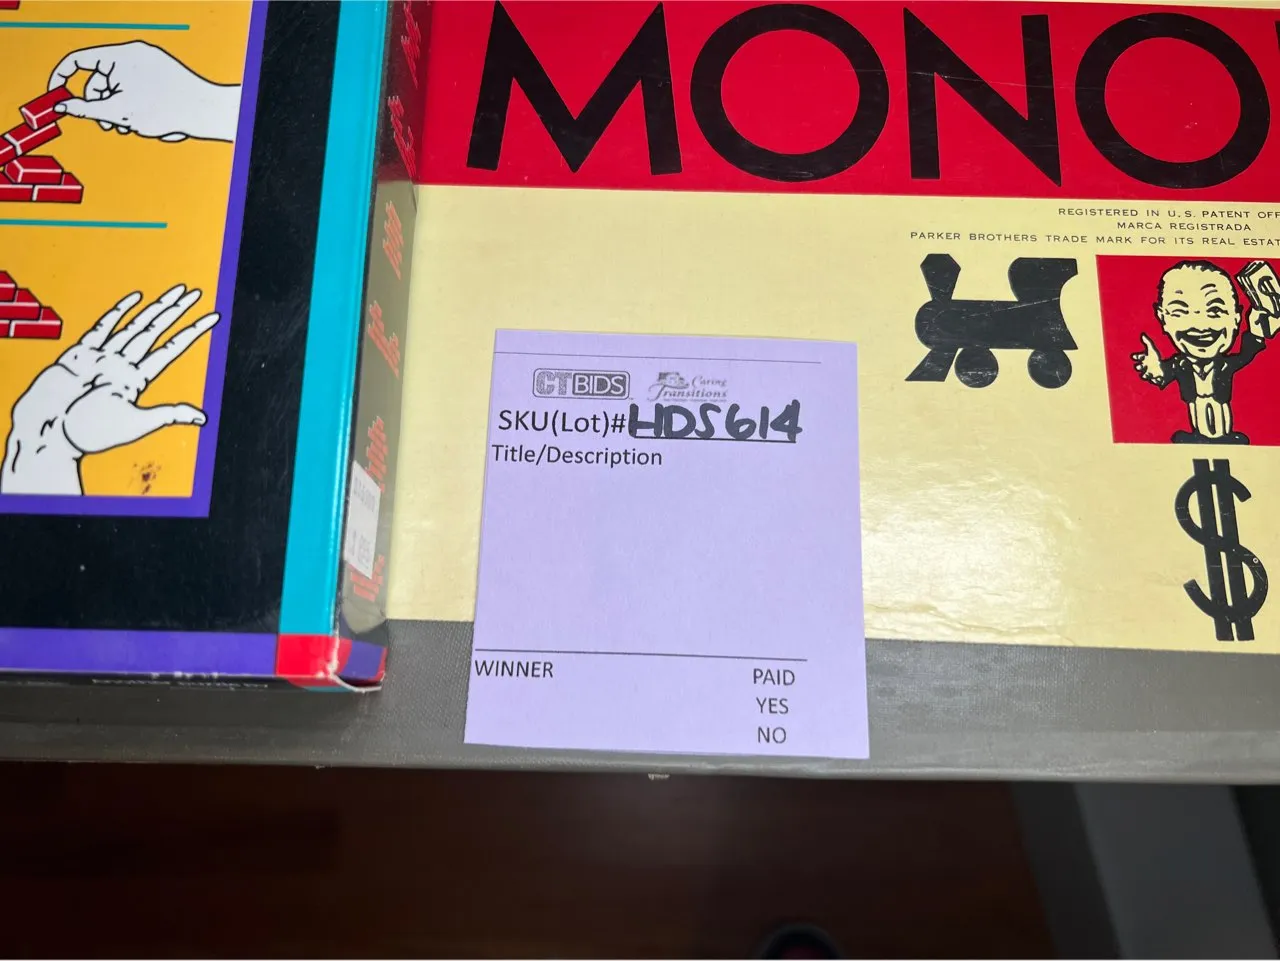 MONO
REGISTERED IN U. S. PATENT OFF
MARCA REGISTRADA
PARKER BROTHERS TRADE MARK FOR ITS REAL ESTAT
$
CTBIDS
Caring
Transitions
SKU(Lot)#HDS614
Title/Description
WINNER
PAID
YES
NO